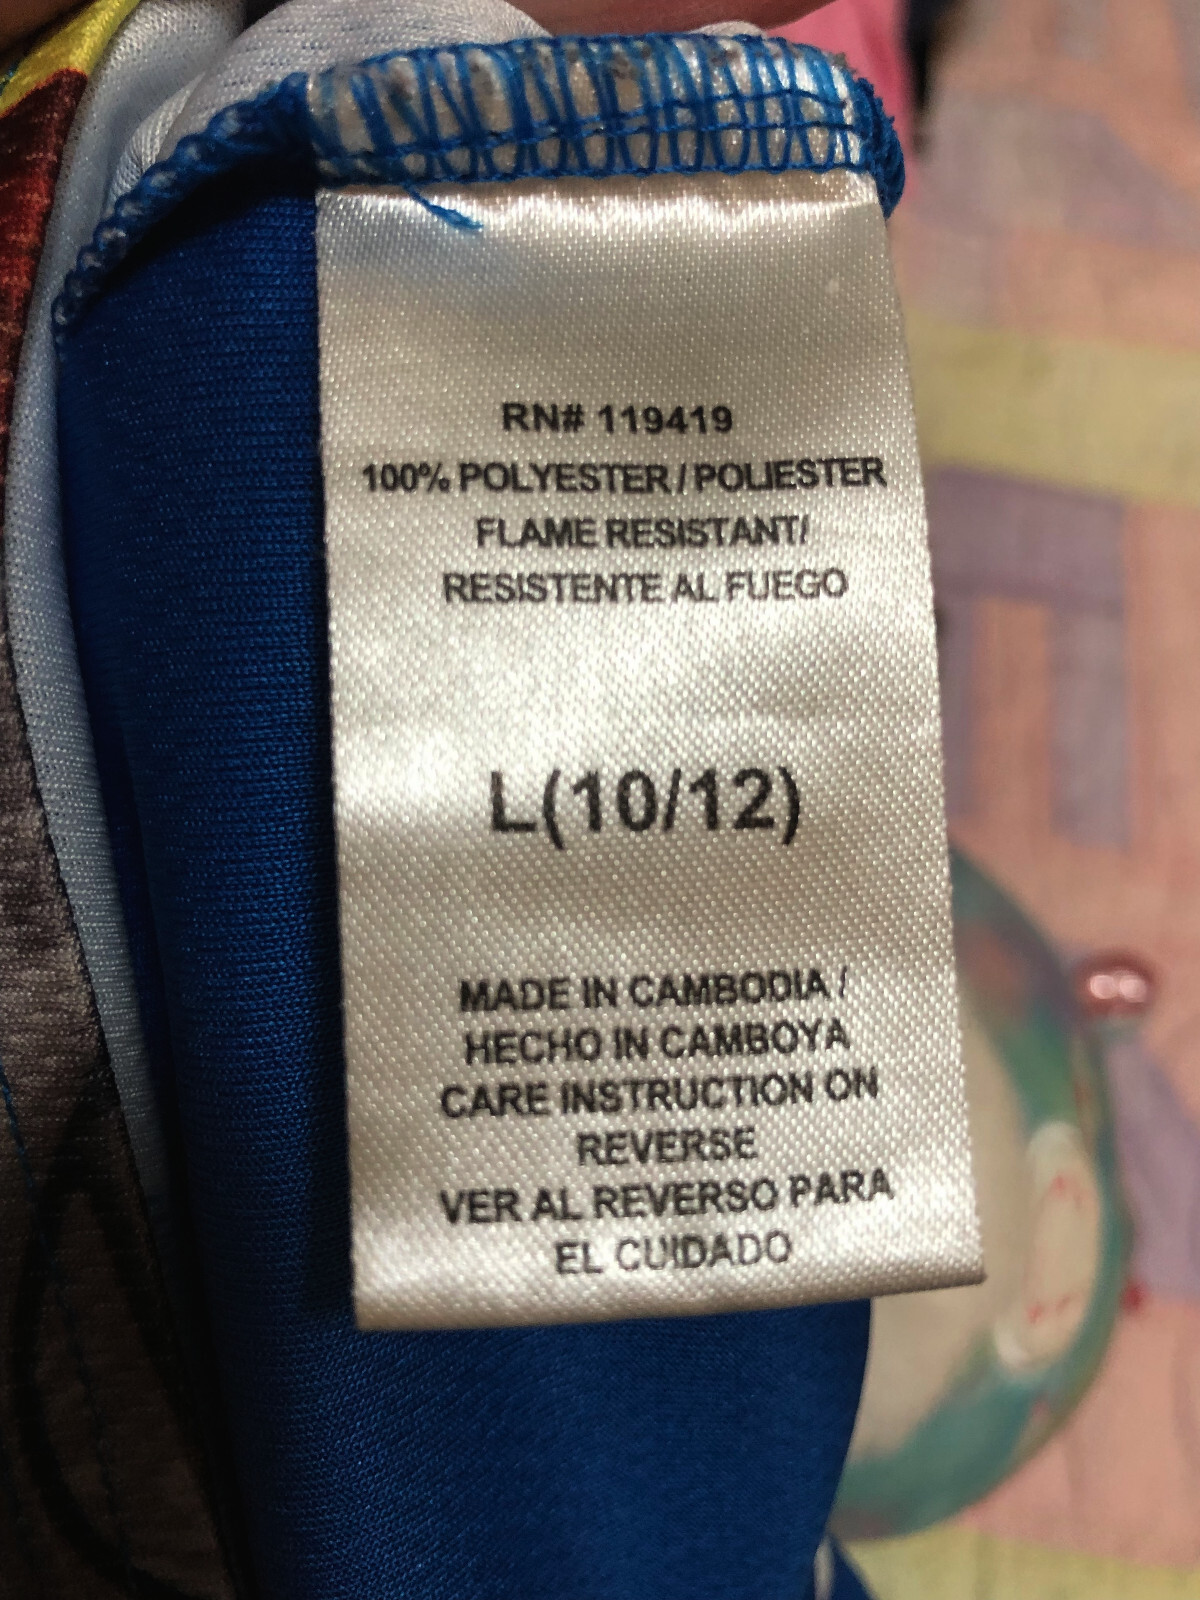 RN# 119419
100% POLYESTER / POLIESTER
FLAME RESISTANT/
RESISTENTE AL FUEGO
L(10/12)
MADE IN CAMBODIA /
HECHO IN CAMBOYA
CARE INSTRUCTION ON
REVERSE
VER AL REVERSO PARA
EL CUIDADO